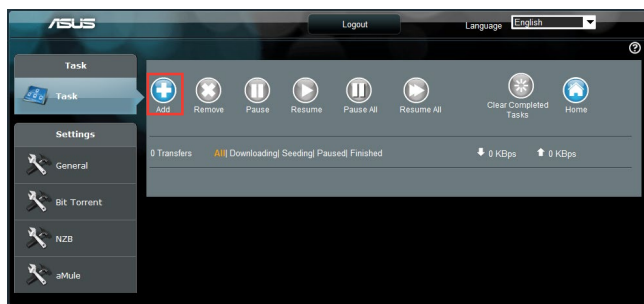 ASUS
Logout
Language English
Task
Task
Settings
General
Bit Torrent
NZB
aMule
Add Remove Pause Resume Pause All Resume All Clear Completed Tasks Home
0 Transfers All| Downloading| Seeding| Paused| Finished 0 KBps 0 KBps